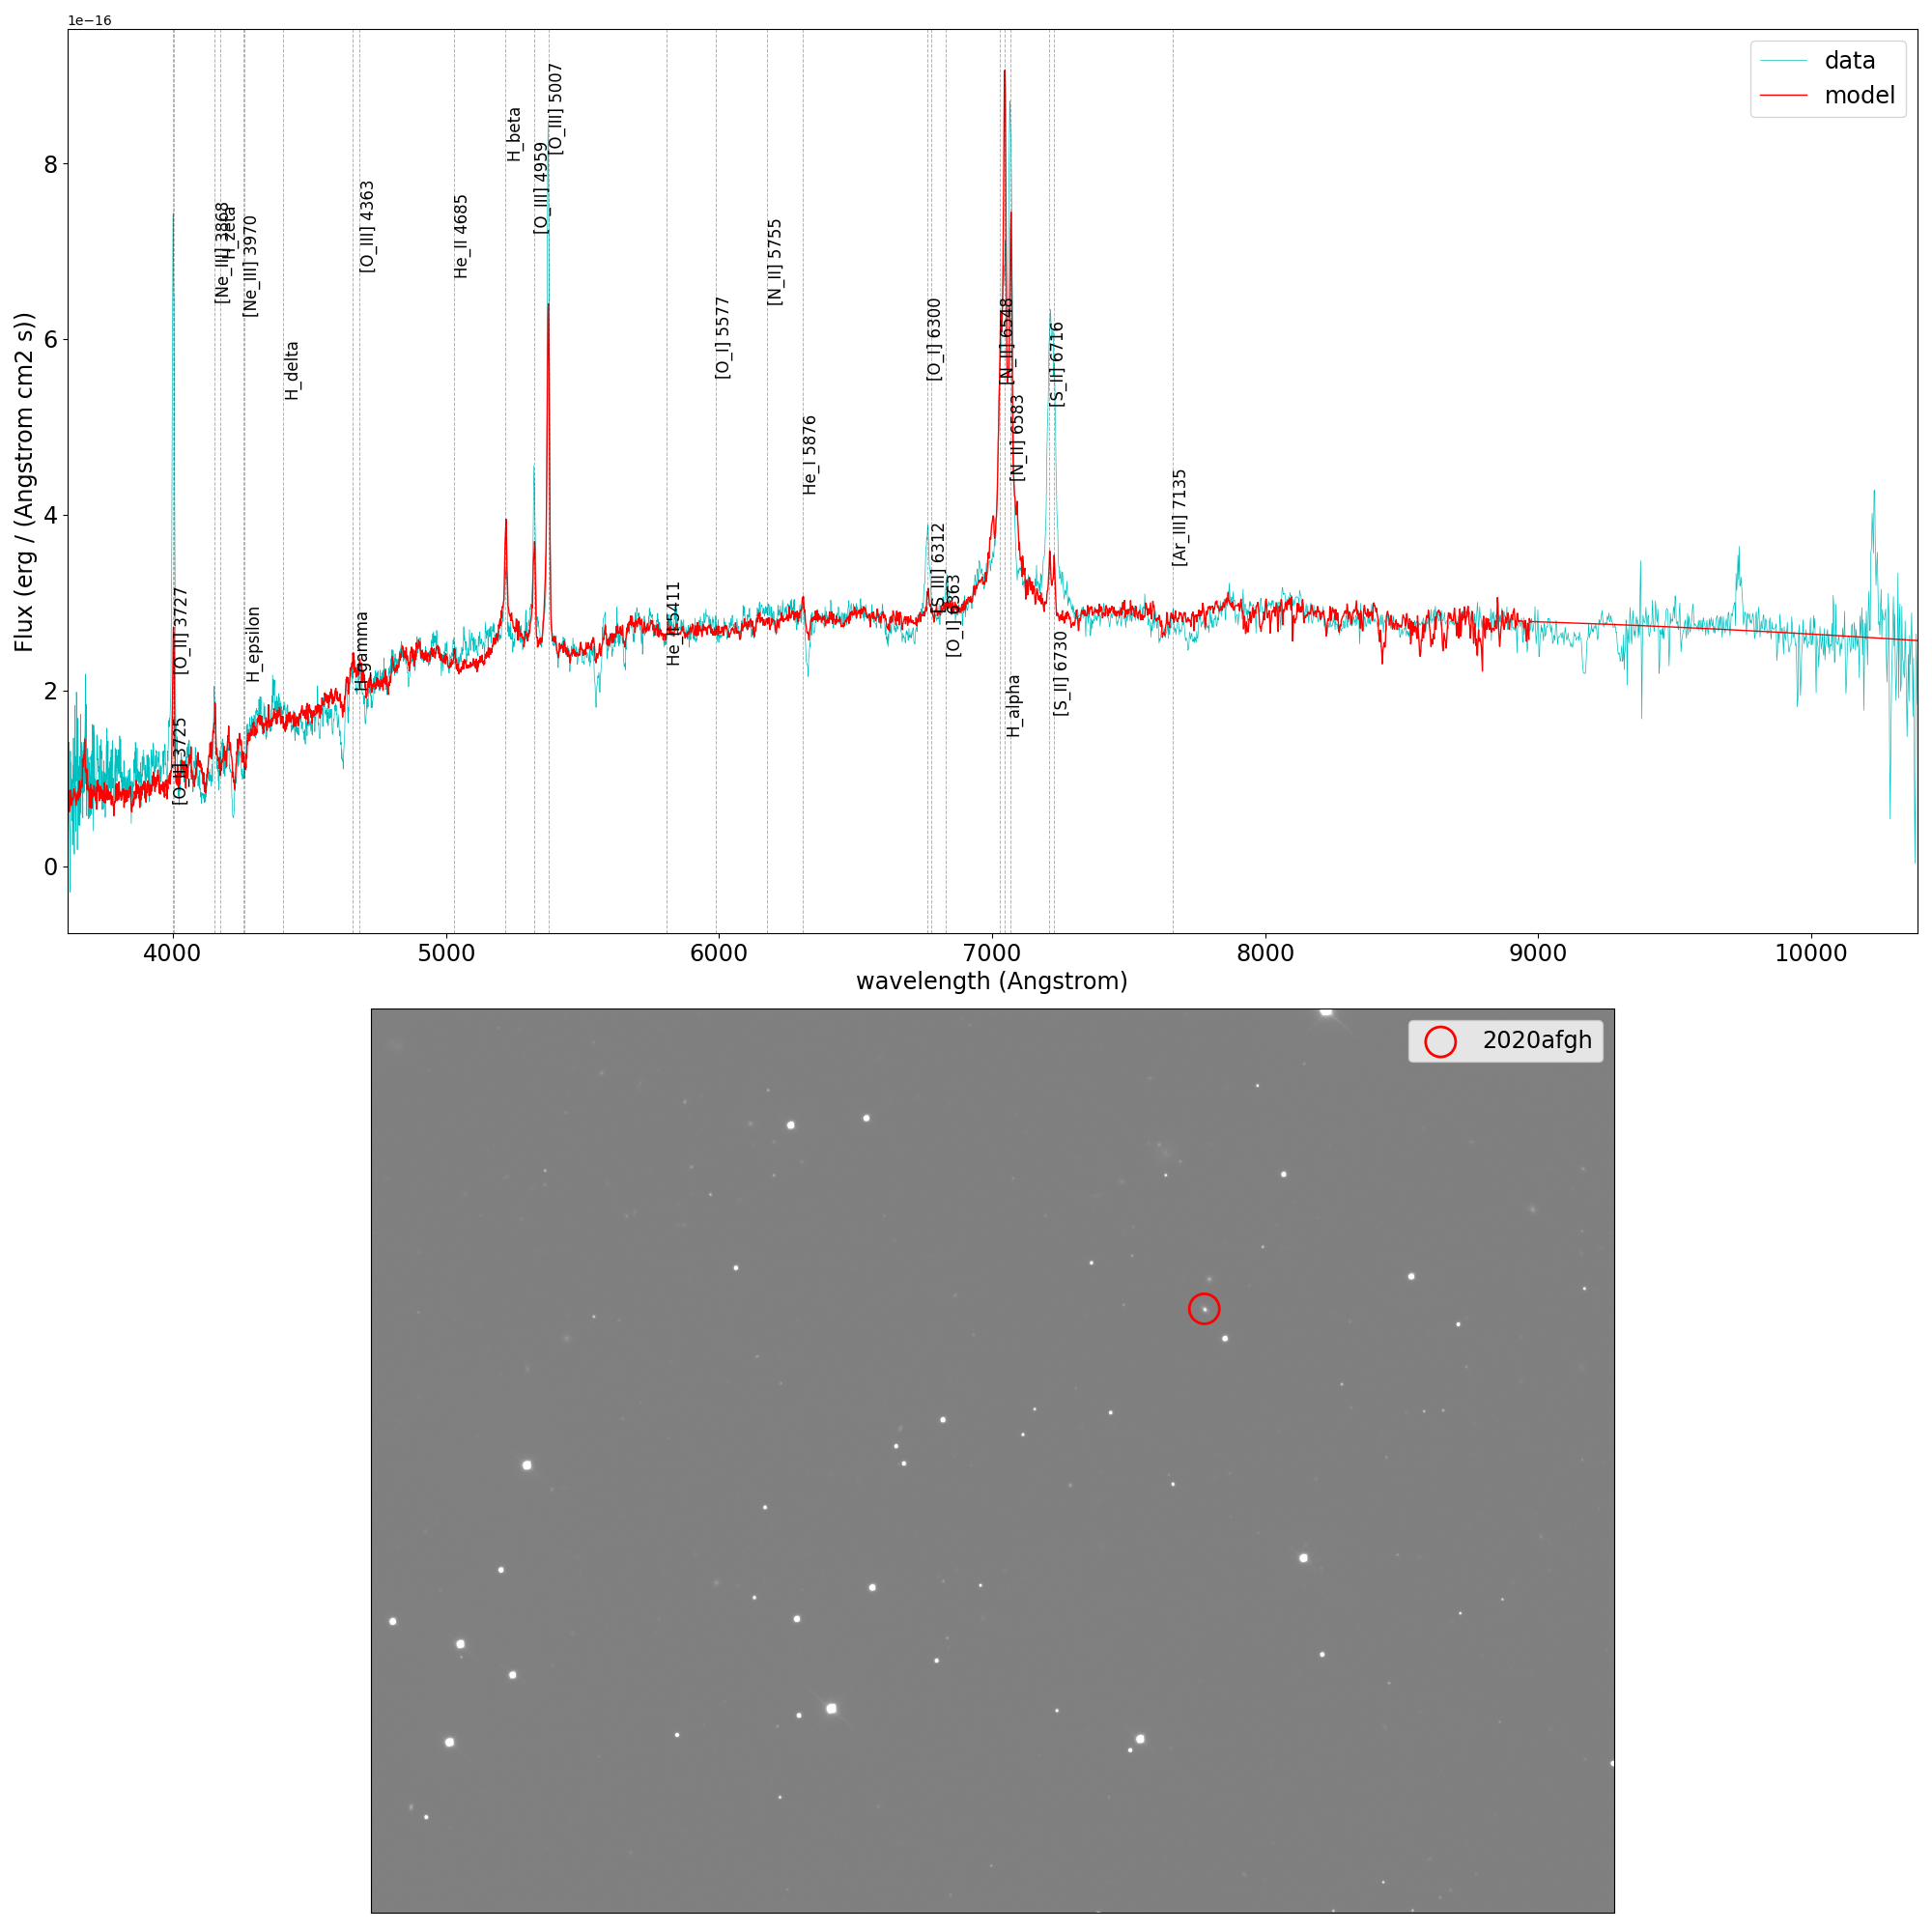 1e−16
data
model
[O_III] 5007
H_beta
[O_III] 4959
[O_III] 4363
He_II 4685
[Ne_III] 3868
H_zeta
[Ne_III] 3970
[N_II] 5755
[O_I] 5577
[O_I] 6300
[N_II] 6548
[S_II] 6716
H_delta
[N_II] 6583
He_I 5876
[Ar_III] 7135
[S_III] 6312
[O_I] 6363
[O_II] 3727
H_epsilon
H_gamma
He_II 5411
[S_II] 6730
H_alpha
[O_II] 3725
8
6
4
2
0
Flux (erg / (Angstrom cm2 s))
4000 5000 6000 7000 8000 9000 10000
wavelength (Angstrom)
2020afgh